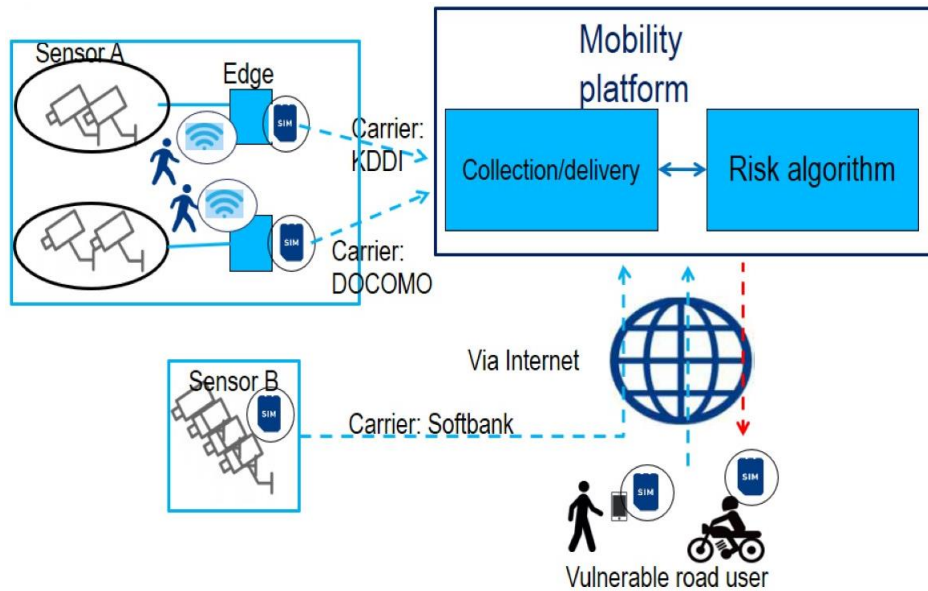 Sensor A
Edge
SIM
Carrier:
KDDI
SIM
Carrier:
DOCOMO
Mobility
platform
Collection/delivery
Risk algorithm
Via Internet
Sensor B
SIM
Carrier: Softbank
SIM
SIM
Vulnerable road user